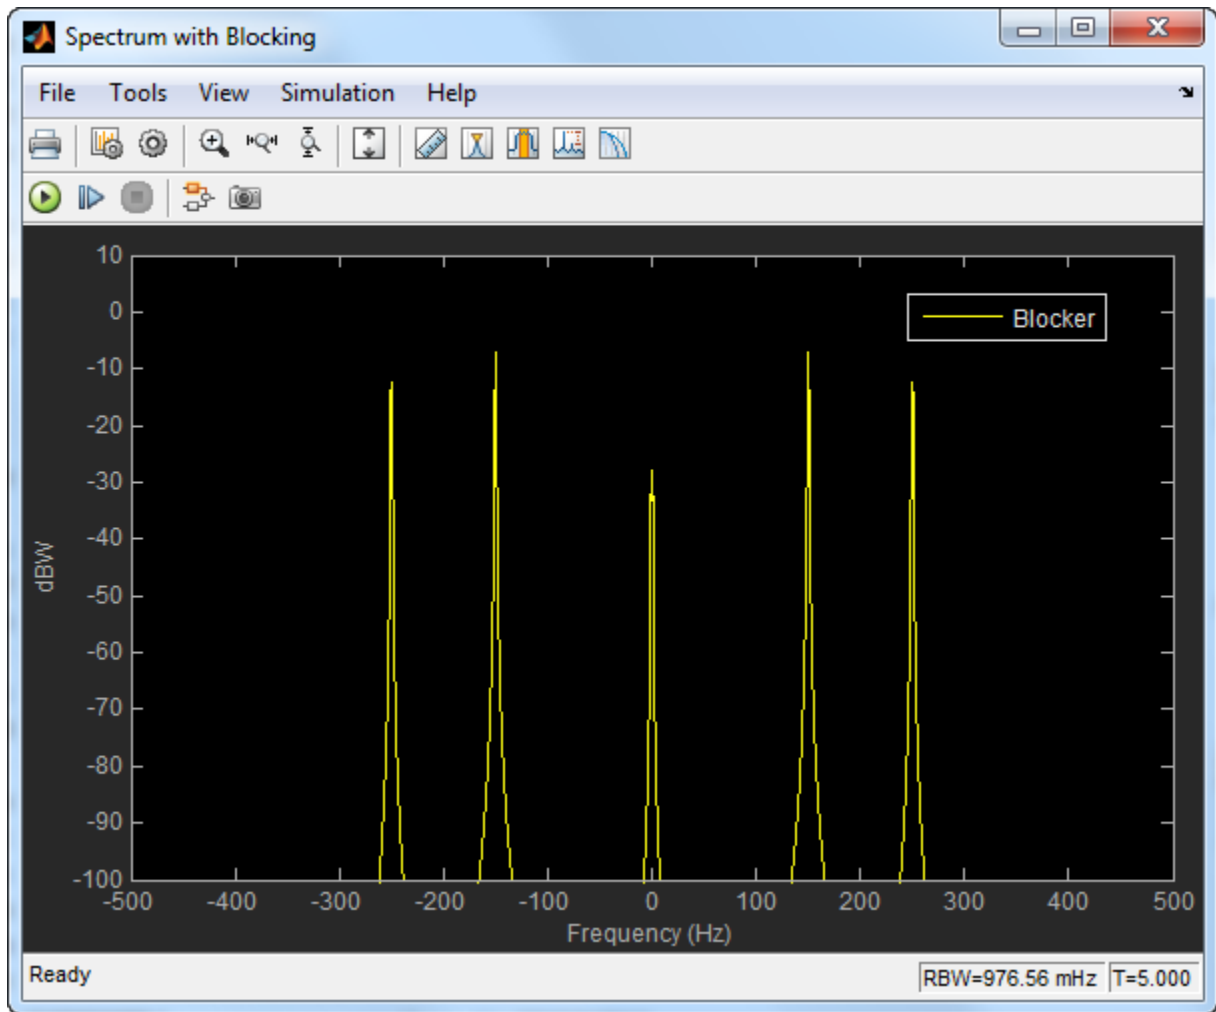 Spectrum with Blocking
File Tools View Simulation Help
10
0
-10
-20
-30
-40
-50
-60
-70
-80
-90
-100
dBW
Blocker
-500 -400 -300 -200 -100 0 100 200 300 400 500
Frequency (Hz)
Ready RBW=976.56 mHz T=5.000